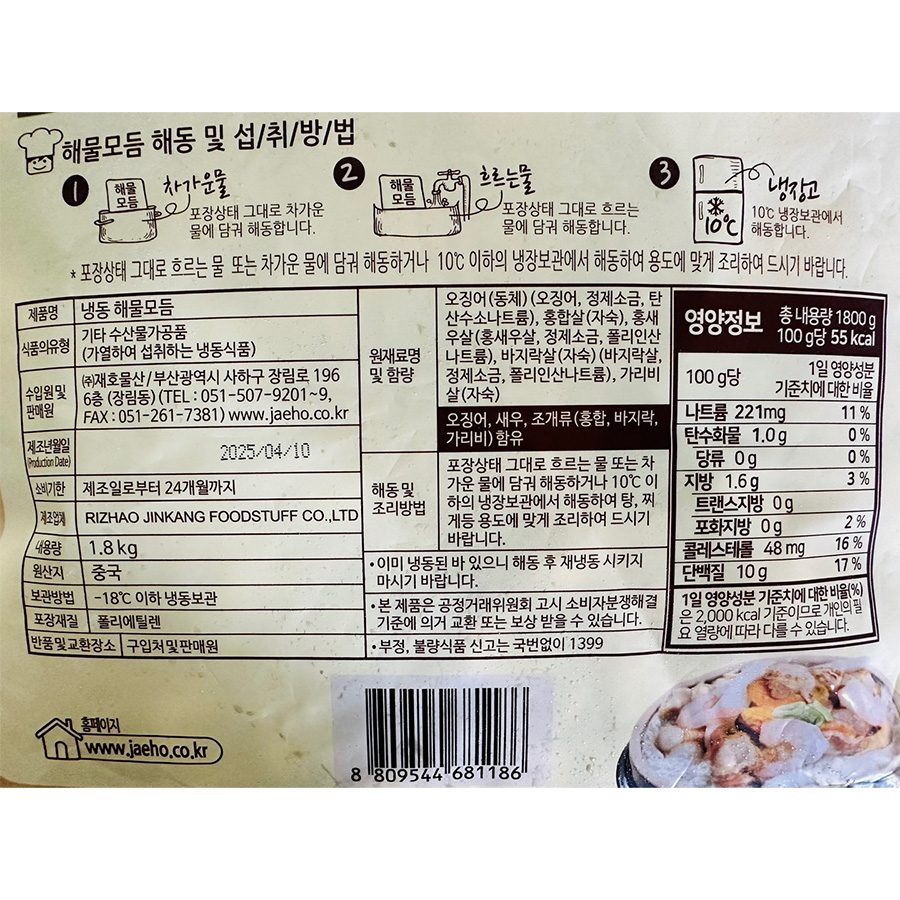 해물모듬 해동 및 섭/취/방/법
1
해물
모듬
차가운물
포장상태 그대로 차가운
물에 담궈 해동합니다.
2
해물
모듬
흐르는물
포장상태 그대로 흐르는
물에 담궈 해동합니다.
3
10℃
냉장고
10℃ 냉장보관에서
해동합니다.
* 포장상태 그대로 흐르는 물 또는 차가운 물에 담궈 해동하거나 10℃ 이하의 냉장보관에서 해동하여 용도에 맞게 조리하여 드시기 바랍니다.
제품명 냉동 해물모듬
식품의유형 기타 수산물가공품
(가열하여 섭취하는 냉동식품)
수입원 및
판매원
㈜재호물산/부산광역시 사하구 장림로 196
6층 (장림동) (TEL : 051-507-9201~9,
FAX : 051-261-7381) www.jaeho.co.kr
제조년월일
(Production Date)
2025/04/10
소비기한 제조일로부터 24개월까지
제조업체 RIZHAO JINKANG FOODSTUFF CO.,LTD
내용량 1.8kg
원산지 중국
보관방법 -18℃ 이하 냉동보관
포장재질 폴리에틸렌
반품 및 교환장소 구입처 및 판매원
원재료명
및 함량
오징어(동체) (오징어, 정제소금, 탄
산수소나트륨), 홍합살(자숙), 홍새
우살(홍새우살, 정제소금, 폴리인산
나트륨), 바지락살(자숙) (바지락살,
정제소금, 폴리인산나트륨), 가리비
살(자숙)
오징어, 새우, 조개류(홍합, 바지락,
가리비) 함유
해동 및
조리방법
포장상태 그대로 흐르는 물 또는 차
가운 물에 담궈 해동하거나 10℃ 이
하의 냉장보관에서 해동하여 탕, 찌
게등 용도에 맞게 조리하여 드시기
바랍니다.
•이미 냉동된 바 있으니 해동 후 재냉동 시키지
마시기 바랍니다.
•본 제품은 공정거래위원회 고시 소비자분쟁해결
기준에 의거 교환 또는 보상 받을 수 있습니다.
•부정, 불량식품 신고는 국번없이 1399
영양정보 총 내용량 1800 g
100 g당 55 kcal
100 g당 1일 영양성분
기준치에 대한 비율
나트륨 221mg 11 %
탄수화물 1.0 g 0 %
당류 0 g 0 %
지방 1.6 g 3 %
트랜스지방 0 g
포화지방 0 g 2 %
콜레스테롤 48 mg 16 %
단백질 10 g 17 %
1일 영양성분 기준치에 대한 비율(%)
은 2,000 kcal 기준이므로 개인의 필
요 열량에 따라 다를 수 있습니다.
홈페이지
www.jaeho.co.kr
8 809544 681186